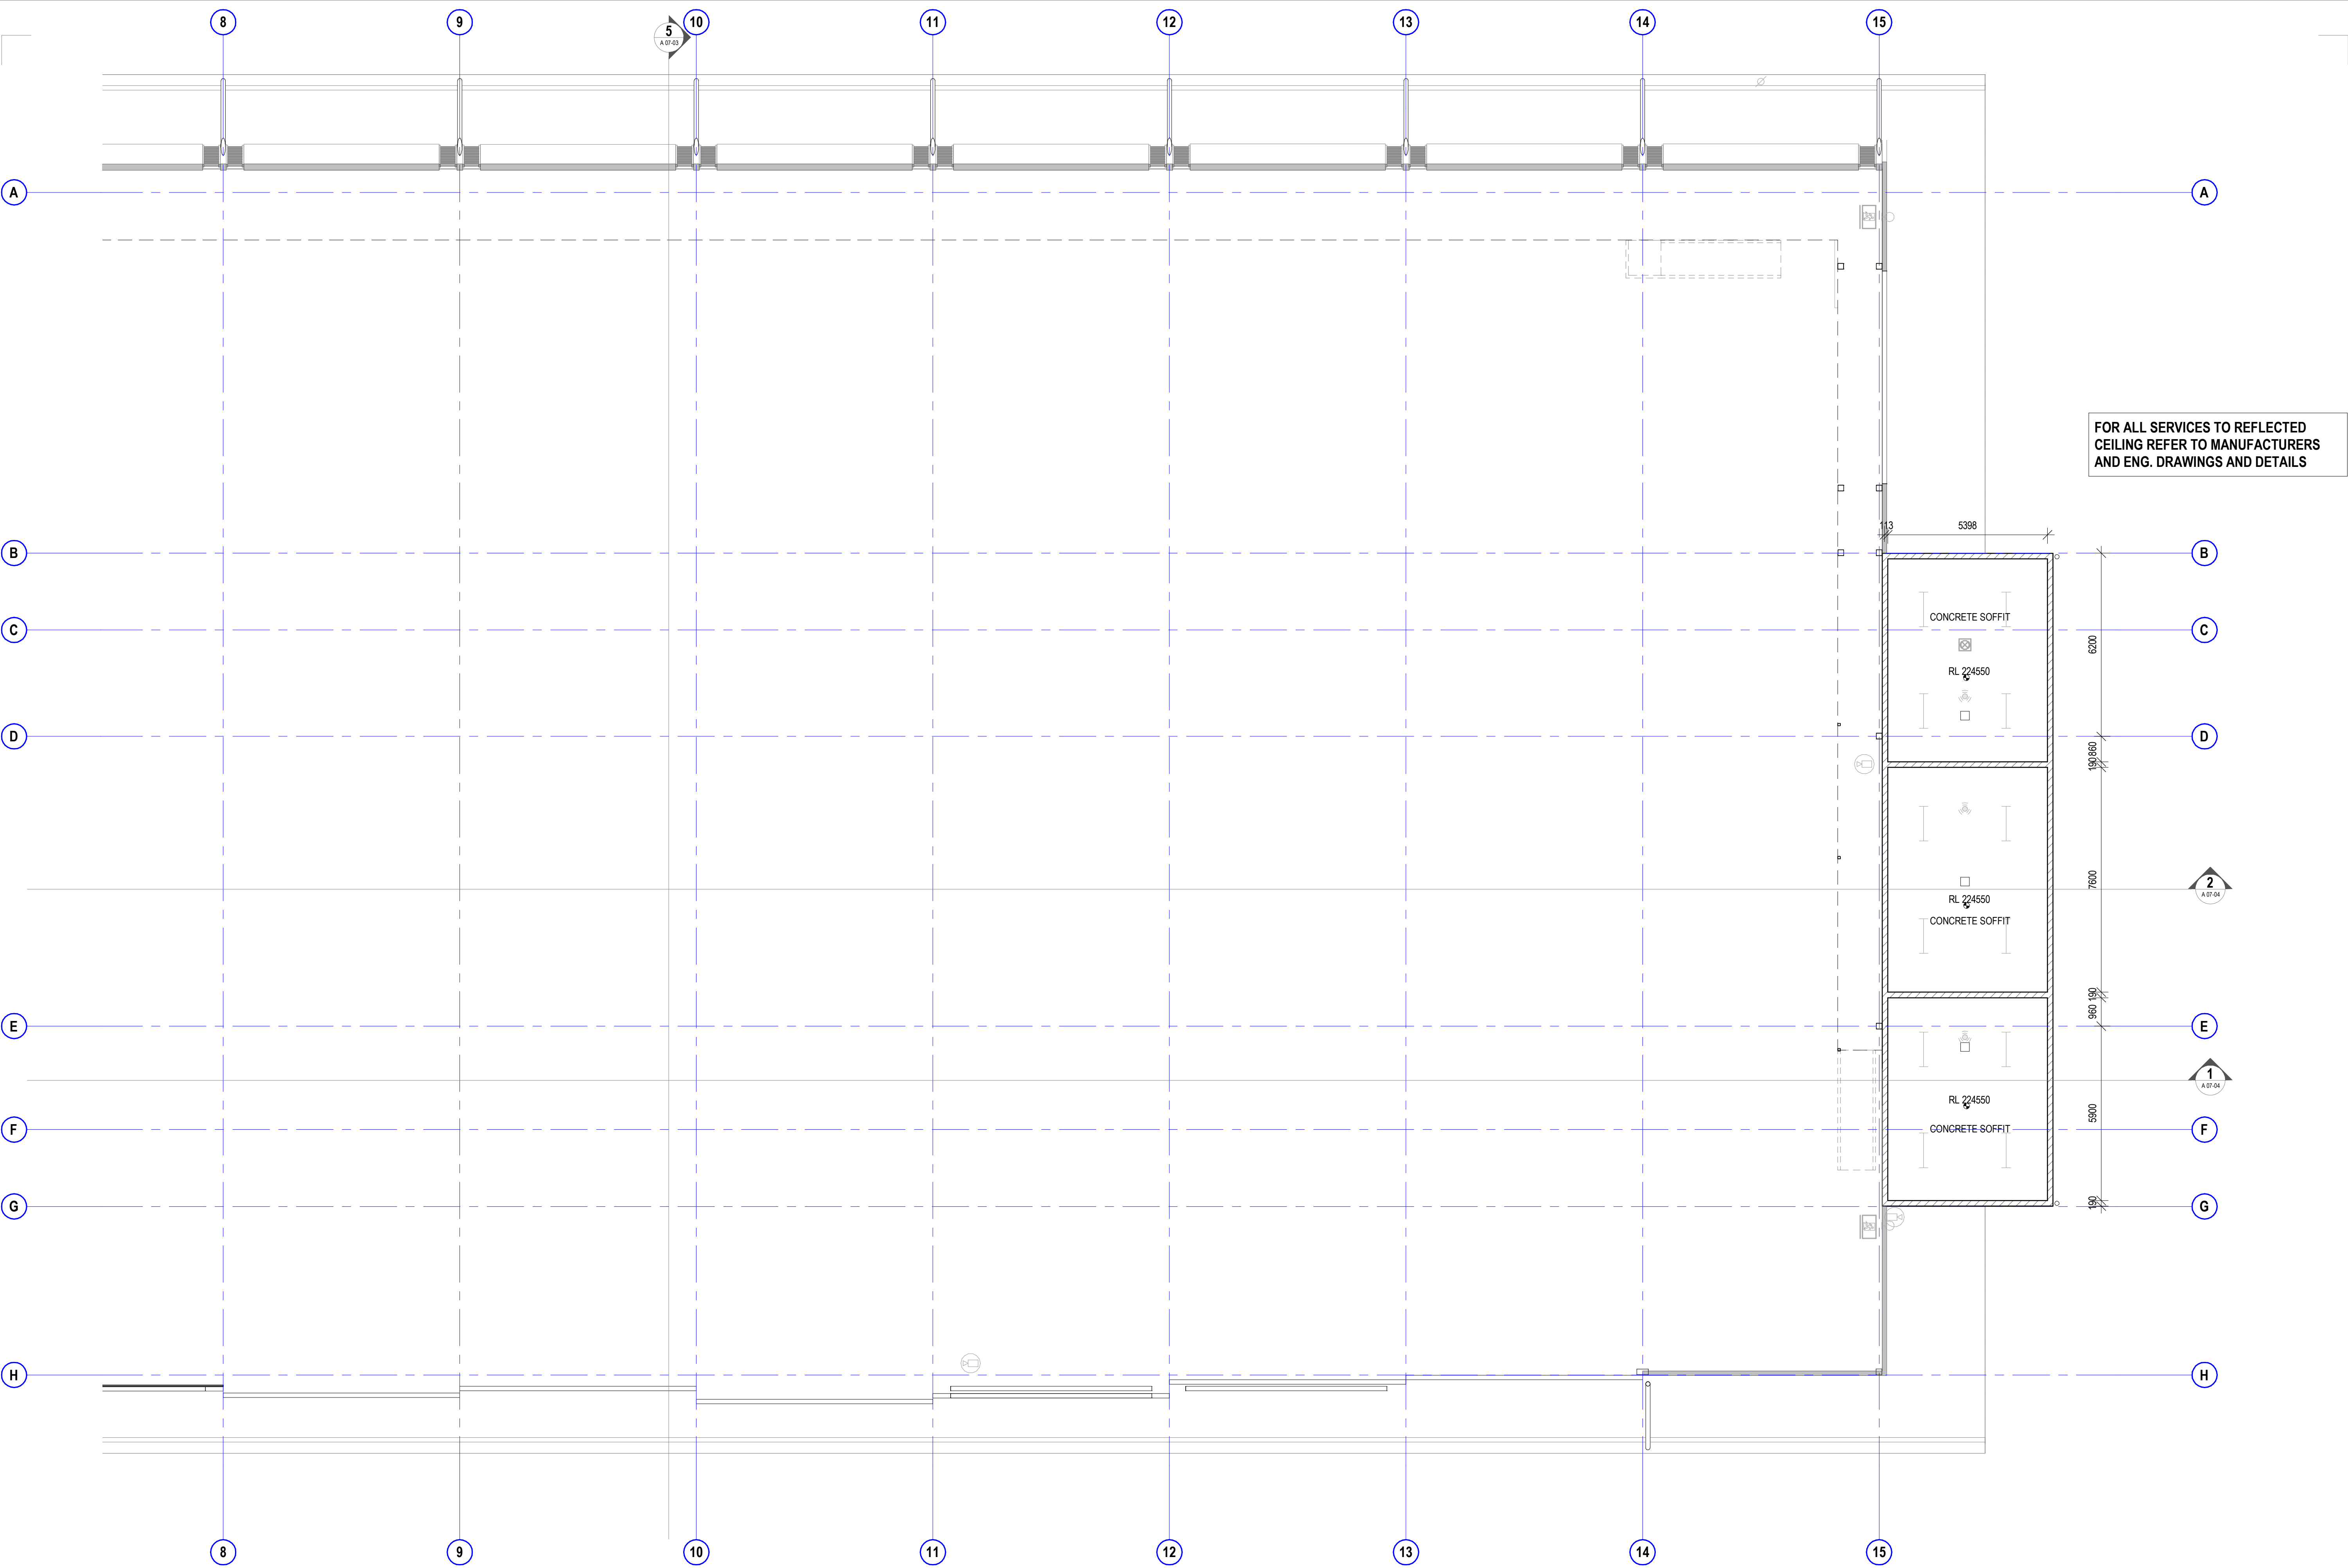 8
9
5
A 07-03
10
11
12
13
14
15
A
A
FOR ALL SERVICES TO REFLECTED
CEILING REFER TO MANUFACTURERS
AND ENG. DRAWINGS AND DETAILS
113
5398
B
B
CONCRETE SOFFIT
C
C
6200
RL 224550
D
D
860
190
7600
2
A 07-04
RL 224550
CONCRETE SOFFIT
190
960
E
E
1
A 07-04
RL 224550
5900
F
CONCRETE SOFFIT
F
190
G
G
H
H
8
9
10
11
12
13
14
15